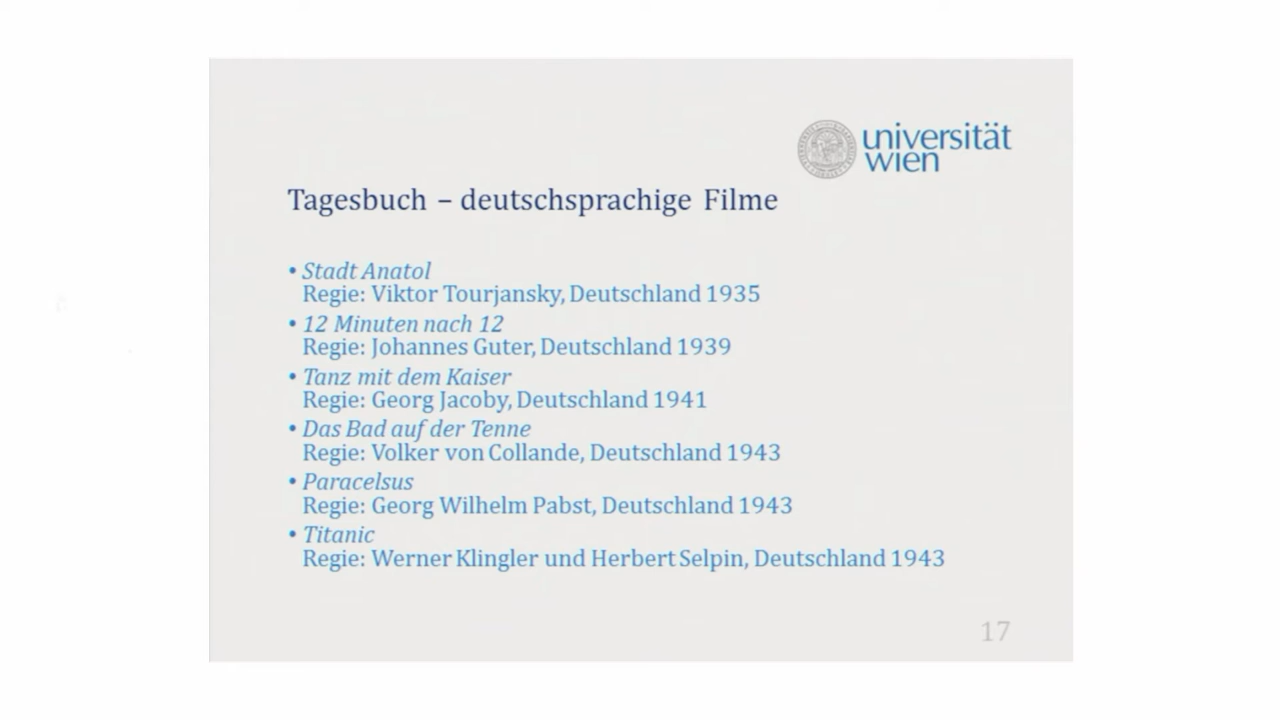 universität
wien
Tagesbuch – deutschsprachige Filme
• Stadt Anatol
Regie: Viktor Tourjansky, Deutschland 1935
• 12 Minuten nach 12
Regie: Johannes Guter, Deutschland 1939
• Tanz mit dem Kaiser
Regie: Georg Jacoby, Deutschland 1941
• Das Bad auf der Tenne
Regie: Volker von Collande, Deutschland 1943
• Paracelsus
Regie: Georg Wilhelm Pabst, Deutschland 1943
• Titanic
Regie: Werner Klingler und Herbert Selpin, Deutschland 1943
17